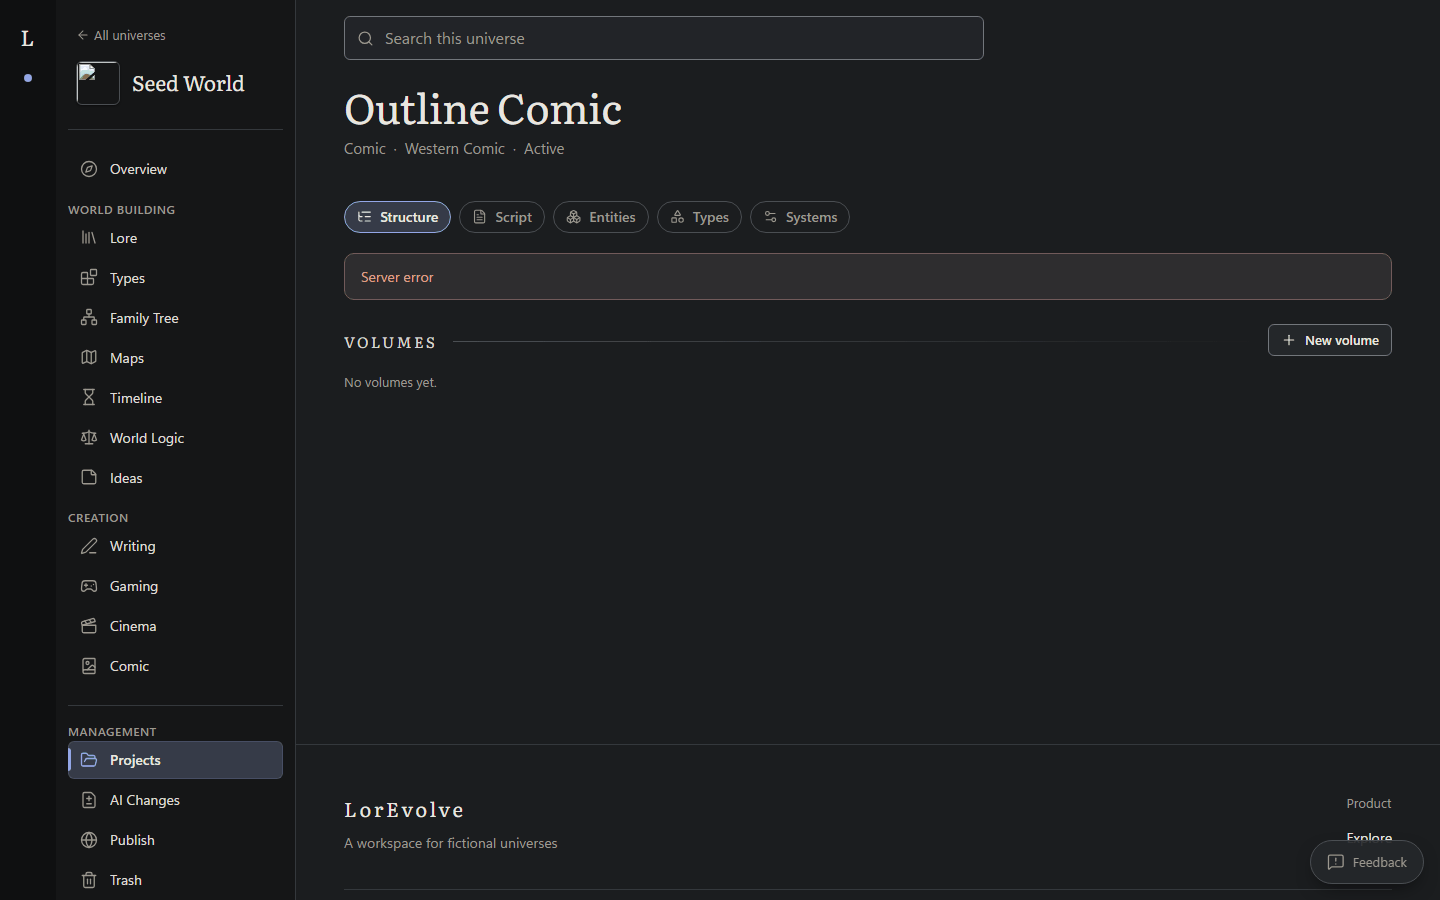 L
All universes
Seed World
Overview
WORLD BUILDING
Lore
Types
Family Tree
Maps
Timeline
World Logic
Ideas
CREATION
Writing
Gaming
Cinema
Comic
MANAGEMENT
Projects
AI Changes
Publish
Trash
Search this universe
Outline Comic
Comic · Western Comic · Active
Structure Script Entities Types Systems
Server error
VOLUMES
New volume
No volumes yet.
LorEvolve
A workspace for fictional universes
Product
Explore
Feedback